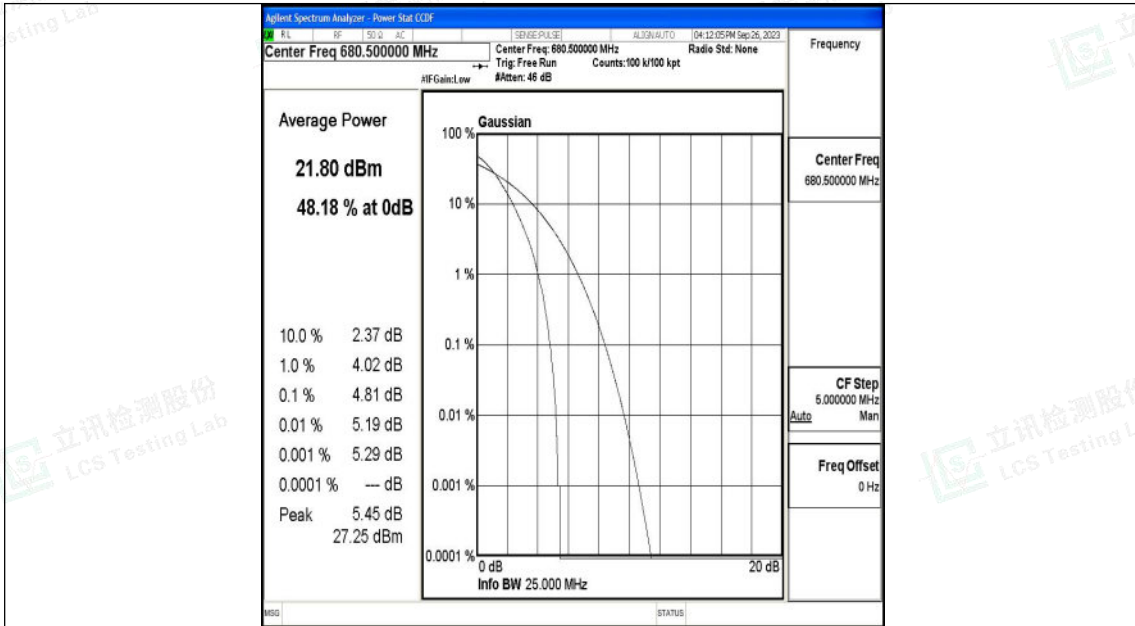 Agilent Spectrum Analyzer - Power Stat CCDF
RL RF 50 Ω AC SENSE:PULSE ALIGNAUTO 04:12:05 PM Sep 26, 2023
Center Freq 680.500000 MHz
Center Freq: 680.500000 MHz Radio Std: None
Trig: Free Run Counts:100 k/100 kpt
#IFGain:Low #Atten: 46 dB
Frequency
Average Power
21.80 dBm
48.18 % at 0dB
10.0 % 2.37 dB
1.0 % 4.02 dB
0.1 % 4.81 dB
0.01 % 5.19 dB
0.001 % 5.29 dB
0.0001 % --- dB
Peak 5.45 dB
27.25 dBm
Gaussian
100 %
10 %
1 %
0.1 %
0.01 %
0.001 %
0.0001 %
0 dB 20 dB
Info BW 25.000 MHz
Center Freq
680.500000 MHz
CF Step
5.000000 MHz
Auto Man
Freq Offset
0 Hz
MSG STATUS
立讯检测股份
LCS Testing Lab
立讯检测股份
LCS Testing L
sting Lab
立